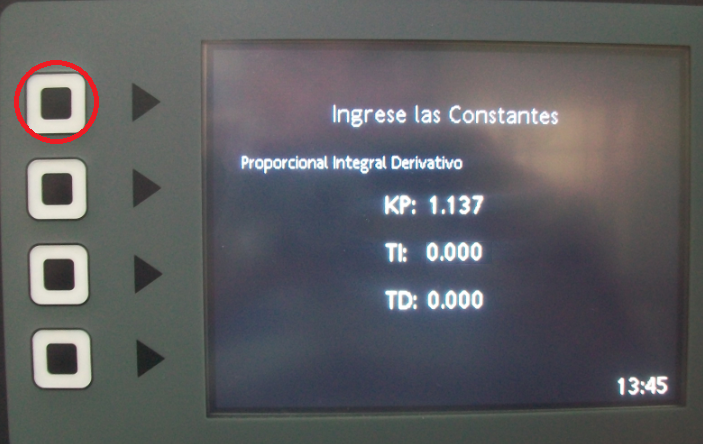 Ingrese las Constantes
Proporcional Integral Derivativo
KP: 1.137
TI: 0.000
TD: 0.000
13:45